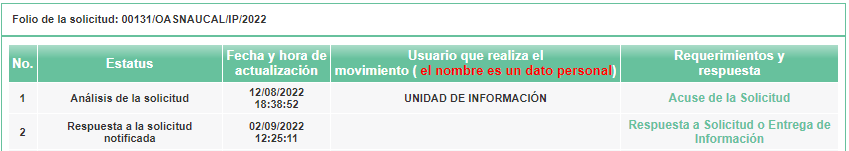 Folio de la solicitud: 00131/OASNAUCAL/IP/2022
No. Estatus Fecha y hora de actualización Usuario que realiza el movimiento ( el nombre es un dato personal) Requerimientos y respuesta
1 Análisis de la solicitud 12/08/2022 18:38:52 UNIDAD DE INFORMACIÓN Acuse de la Solicitud
2 Respuesta a la solicitud notificada 02/09/2022 12:25:11 Respuesta a Solicitud o Entrega de Información